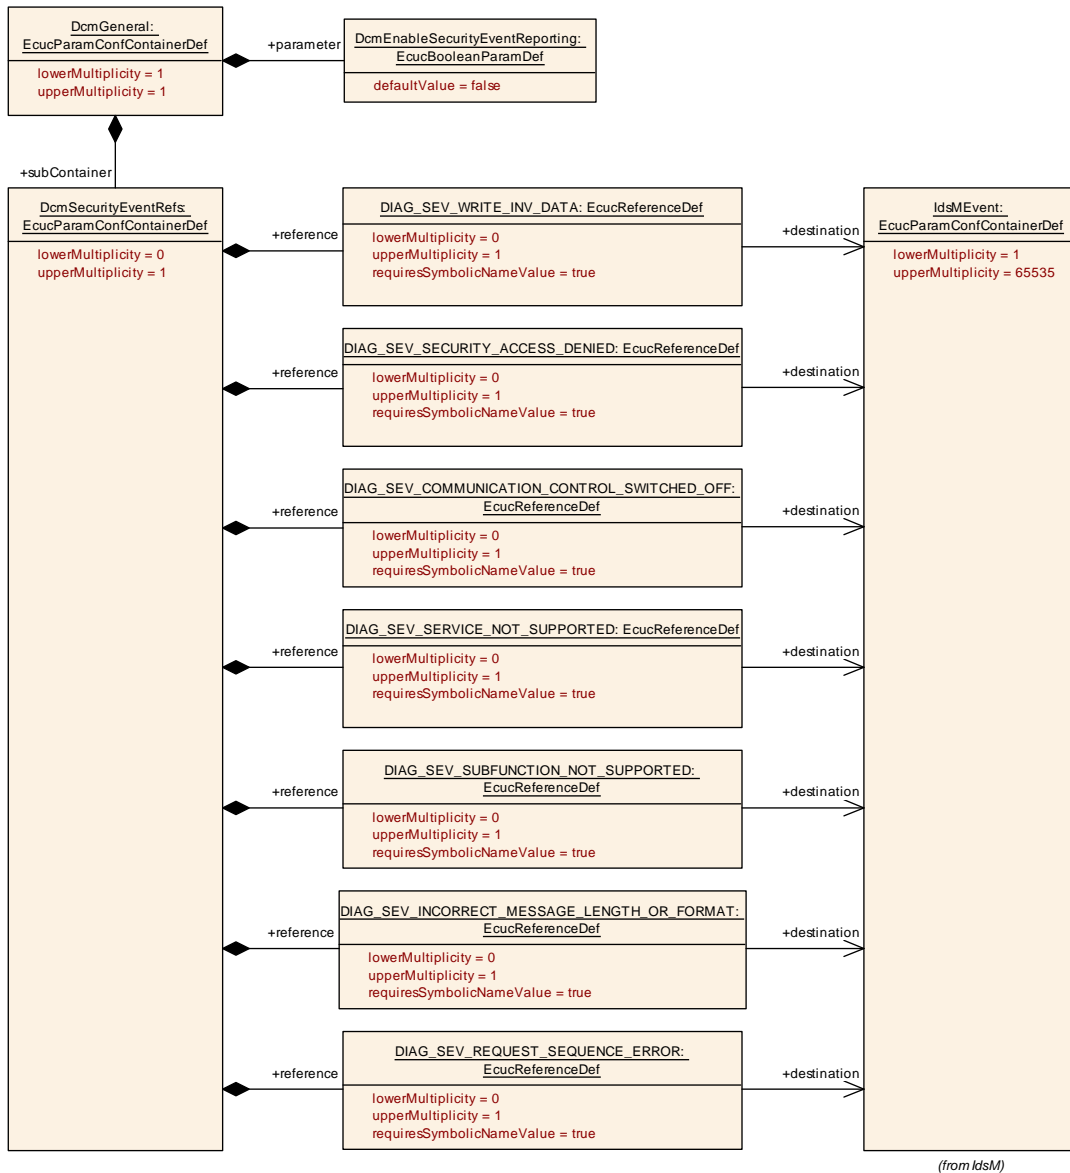 DcmGeneral:
EcucParamConfContainerDef
lowerMultiplicity = 1
upperMultiplicity = 1
+parameter
DcmEnableSecurityEventReporting:
EcucBooleanParamDef
defaultValue = false
+subContainer
DcmSecurityEventRefs:
EcucParamConfContainerDef
lowerMultiplicity = 0
upperMultiplicity = 1
+reference
DIAG_SEV_WRITE_INV_DATA: EcucReferenceDef
lowerMultiplicity = 0
upperMultiplicity = 1
requiresSymbolicNameValue = true
+destination
IdsMEvent:
EcucParamConfContainerDef
lowerMultiplicity = 1
upperMultiplicity = 65535
+reference
DIAG_SEV_SECURITY_ACCESS_DENIED: EcucReferenceDef
lowerMultiplicity = 0
upperMultiplicity = 1
requiresSymbolicNameValue = true
+destination
+reference
DIAG_SEV_COMMUNICATION_CONTROL_SWITCHED_OFF:
EcucReferenceDef
lowerMultiplicity = 0
upperMultiplicity = 1
requiresSymbolicNameValue = true
+destination
+reference
DIAG_SEV_SERVICE_NOT_SUPPORTED: EcucReferenceDef
lowerMultiplicity = 0
upperMultiplicity = 1
requiresSymbolicNameValue = true
+destination
+reference
DIAG_SEV_SUBFUNCTION_NOT_SUPPORTED:
EcucReferenceDef
lowerMultiplicity = 0
upperMultiplicity = 1
requiresSymbolicNameValue = true
+destination
+reference
DIAG_SEV_INCORRECT_MESSAGE_LENGTH_OR_FORMAT:
EcucReferenceDef
lowerMultiplicity = 0
upperMultiplicity = 1
requiresSymbolicNameValue = true
+destination
+reference
DIAG_SEV_REQUEST_SEQUENCE_ERROR:
EcucReferenceDef
lowerMultiplicity = 0
upperMultiplicity = 1
requiresSymbolicNameValue = true
+destination
(from IdsM)